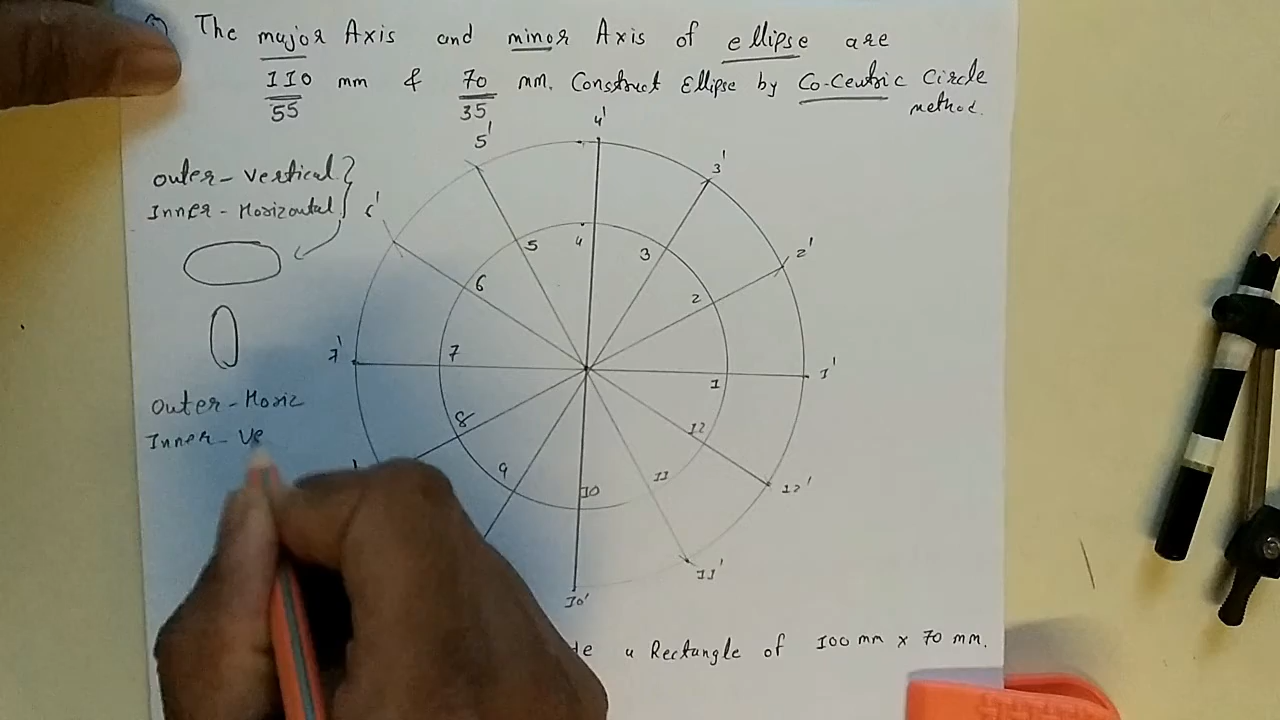 The major Axis and minor Axis of ellipse are
110 mm & 70 mm. Construct Ellipse by Co-Centric Circle
55 35 method.
4'
5'
3'
outer - vertical
Inner - Horizontal
6'
2'
5 4 3
6 2
7' 7 1 1'
Outer - Horiz
Inner - Ve
8 12
9 10 11
12'
11'
10'
a Rectangle of 100 mm x 70 mm.